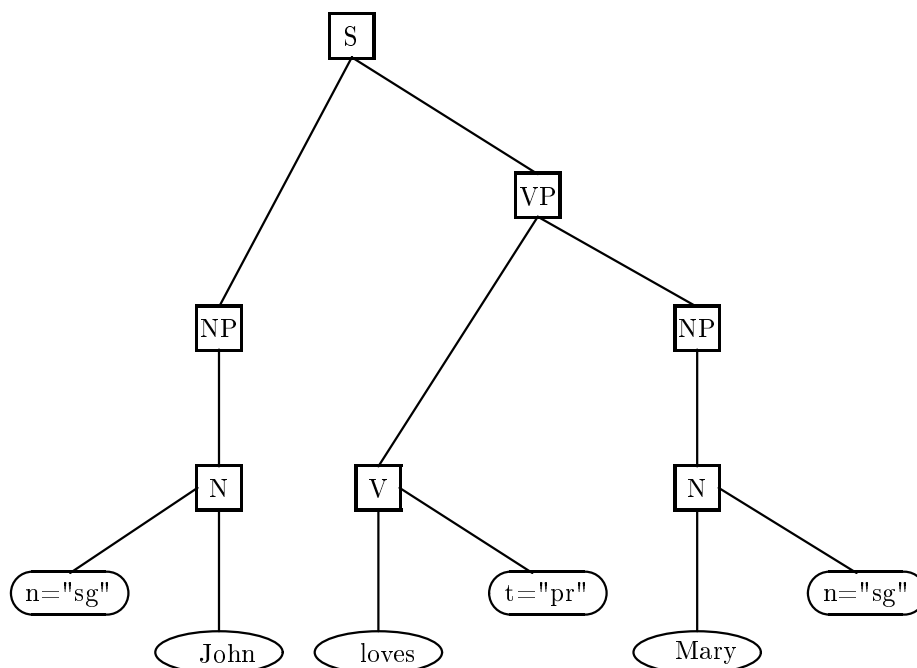 S
VP
NP NP
N V N
n="sg" t="pr" n="sg"
John loves Mary